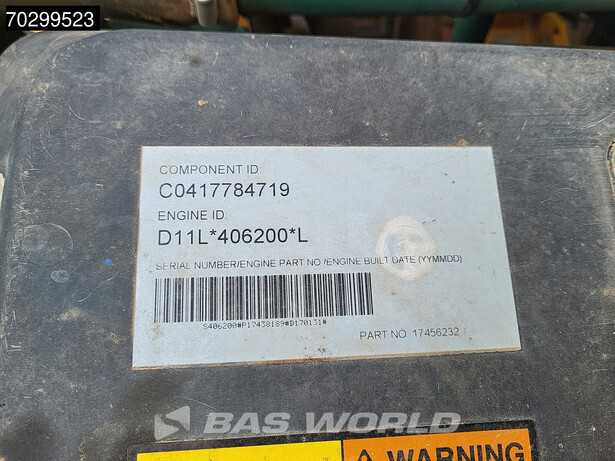 70299523
COMPONENT ID:
C0417784719
ENGINE ID:
D11L*406200*L
SERIAL NUMBER/ENGINE PART NO /ENGINE BUILT DATE (YYMMDD)
S406200#P17438189#D170131#
PART NO 17456232
BAS WORLD
WARNING